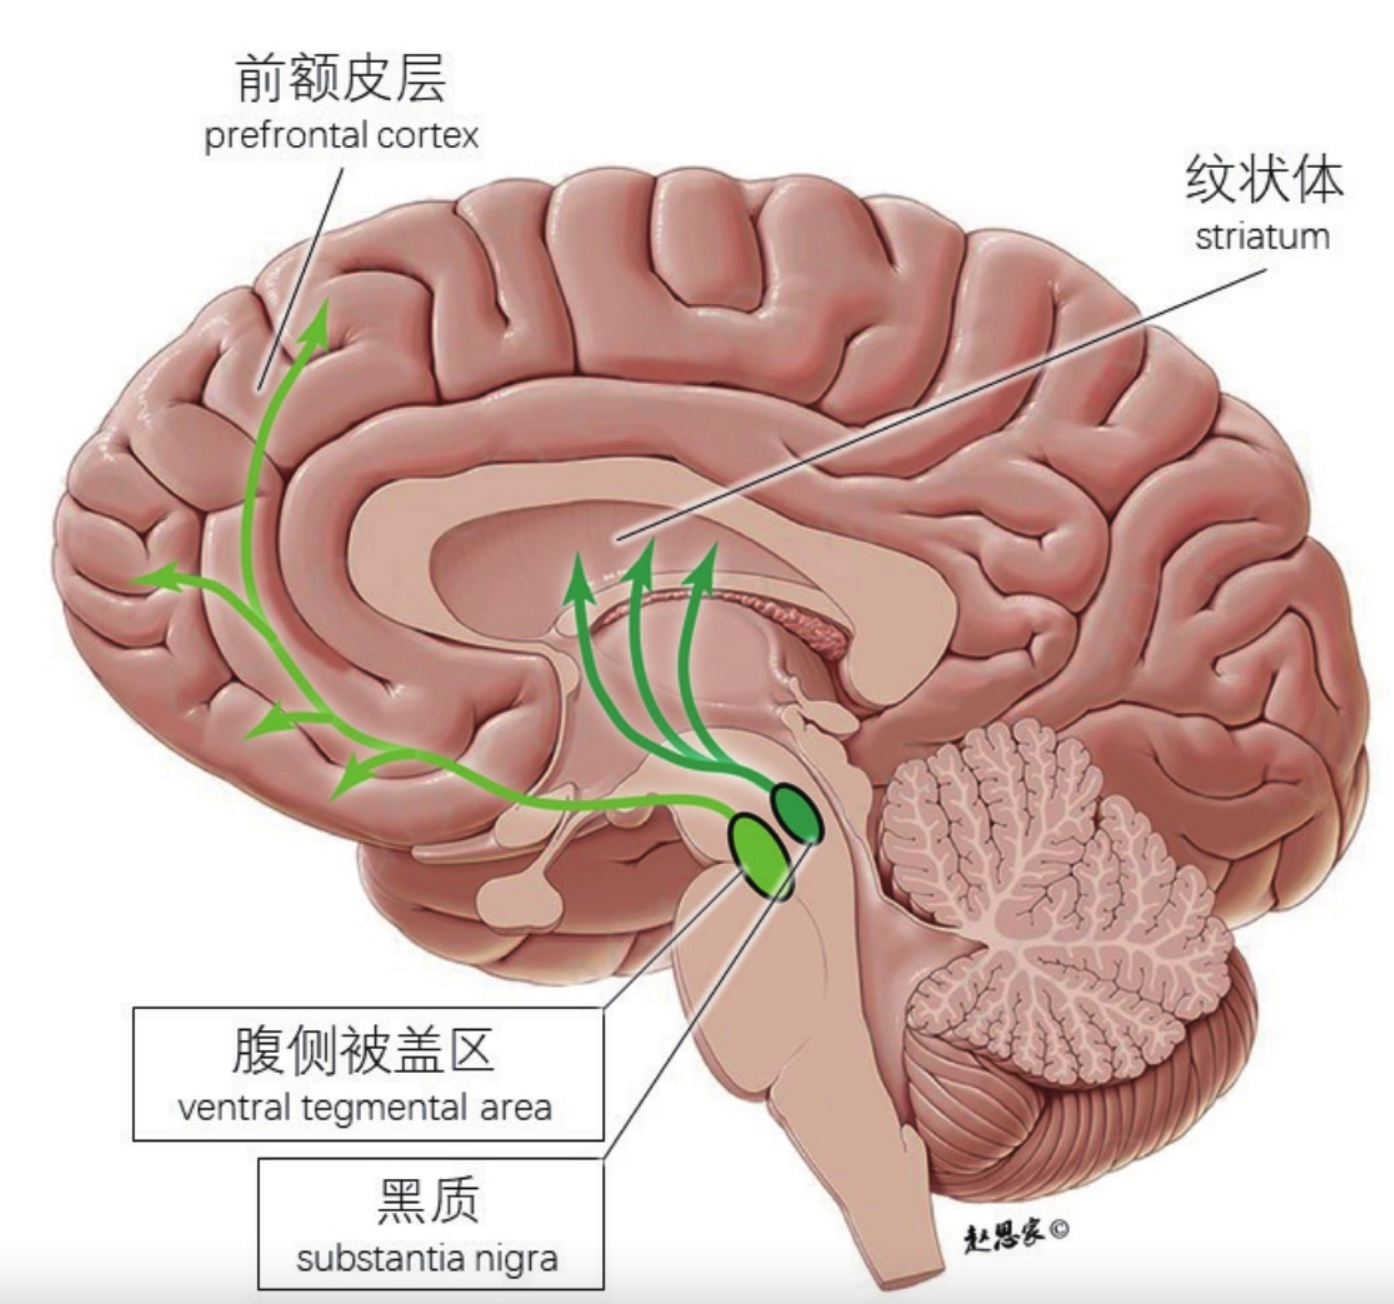 前额皮层
prefrontal cortex
纹状体
striatum
腹侧被盖区
ventral tegmental area
黑质
substantia nigra
赵思家©